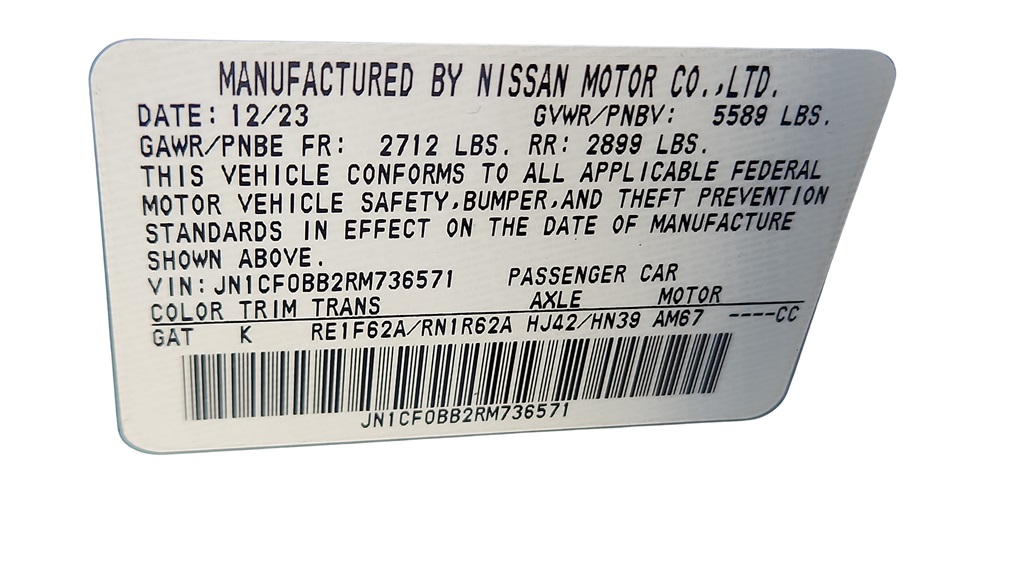 MANUFACTURED BY NISSAN MOTOR CO.,LTD.
DATE: 12/23 GVWR/PNBV: 5589 LBS.
GAWR/PNBE FR: 2712 LBS. RR: 2899 LBS.
THIS VEHICLE CONFORMS TO ALL APPLICABLE FEDERAL
MOTOR VEHICLE SAFETY,BUMPER,AND THEFT PREVENTION
STANDARDS IN EFFECT ON THE DATE OF MANUFACTURE
SHOWN ABOVE.
VIN: JN1CF0BB2RM736571 PASSENGER CAR
COLOR TRIM TRANS AXLE MOTOR
GAT K RE1F62A/RN1R62A HJ42/HN39 AM67 ----CC
JN1CF0BB2RM736571